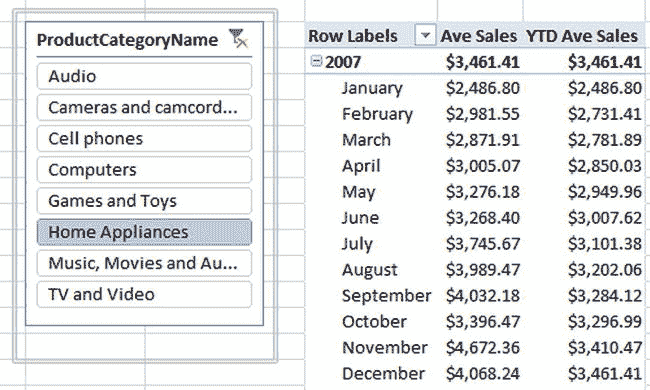 ProductCategoryName
Audio
Cameras and camcord...
Cell phones
Computers
Games and Toys
Home Appliances
Music, Movies and Au...
TV and Video
Row Labels Ave Sales YTD Ave Sales
2007 $3,461.41 $3,461.41
January $2,486.80 $2,486.80
February $2,981.55 $2,731.41
March $2,871.91 $2,781.89
April $3,005.07 $2,850.03
May $3,276.18 $2,949.96
June $3,268.40 $3,007.62
July $3,745.67 $3,101.38
August $3,989.47 $3,202.06
September $4,032.18 $3,284.12
October $3,396.47 $3,296.99
November $4,672.36 $3,410.47
December $4,068.24 $3,461.41